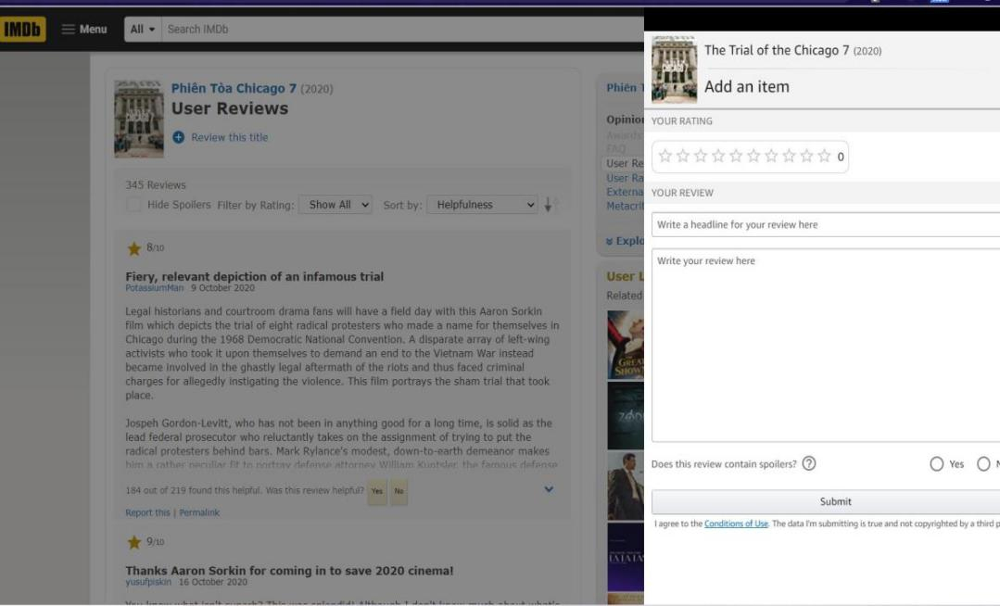 IMDb
Menu
All
Search IMDb
Phiên Tòa Chicago 7 (2020)
User Reviews
Review this title
345 Reviews
Hide Spoilers Filter by Rating: Show All Sort by: Helpfulness
8/10
Fiery, relevant depiction of an infamous trial
PotassiumMan 9 October 2020
Legal historians and courtroom drama fans will have a field day with this Aaron Sorkin
film which depicts the trial of eight radical protesters who made a name for themselves in
Chicago during the 1968 Democratic National Convention. A disparate array of left-wing
activists who took it upon themselves to demand an end to the Vietnam War instead
became involved in the ghastly legal aftermath of the riots and thus faced criminal
charges for allegedly instigating the violence. This film portrays the sham trial that took
place.
Jospeh Gordon-Levitt, who has not been in anything good for a long time, is solid as the
lead federal prosecutor who reluctantly takes on the assignment of trying to put the
radical protesters behind bars. Mark Rylance's modest, down-to-earth demeanor makes
him a rather peculiar fit to portray defense attorney William Kuntsler, the famous defense
184 out of 219 found this helpful. Was this review helpful? Yes No
Report this | Permalink
9/10
Thanks Aaron Sorkin for coming in to save 2020 cinema!
yusufpiskin 16 October 2020
Phiên
Opinion
Awards
FAQ
User Re
User Ra
Externa
Metacrit
Explo
User L
Related
The Trial of the Chicago 7 (2020)
Add an item
YOUR RATING
0
YOUR REVIEW
Write a headline for your review here
Write your review here
Does this review contain spoilers? Yes N
Submit
I agree to the Conditions of Use. The data I'm submitting is true and not copyrighted by a third p